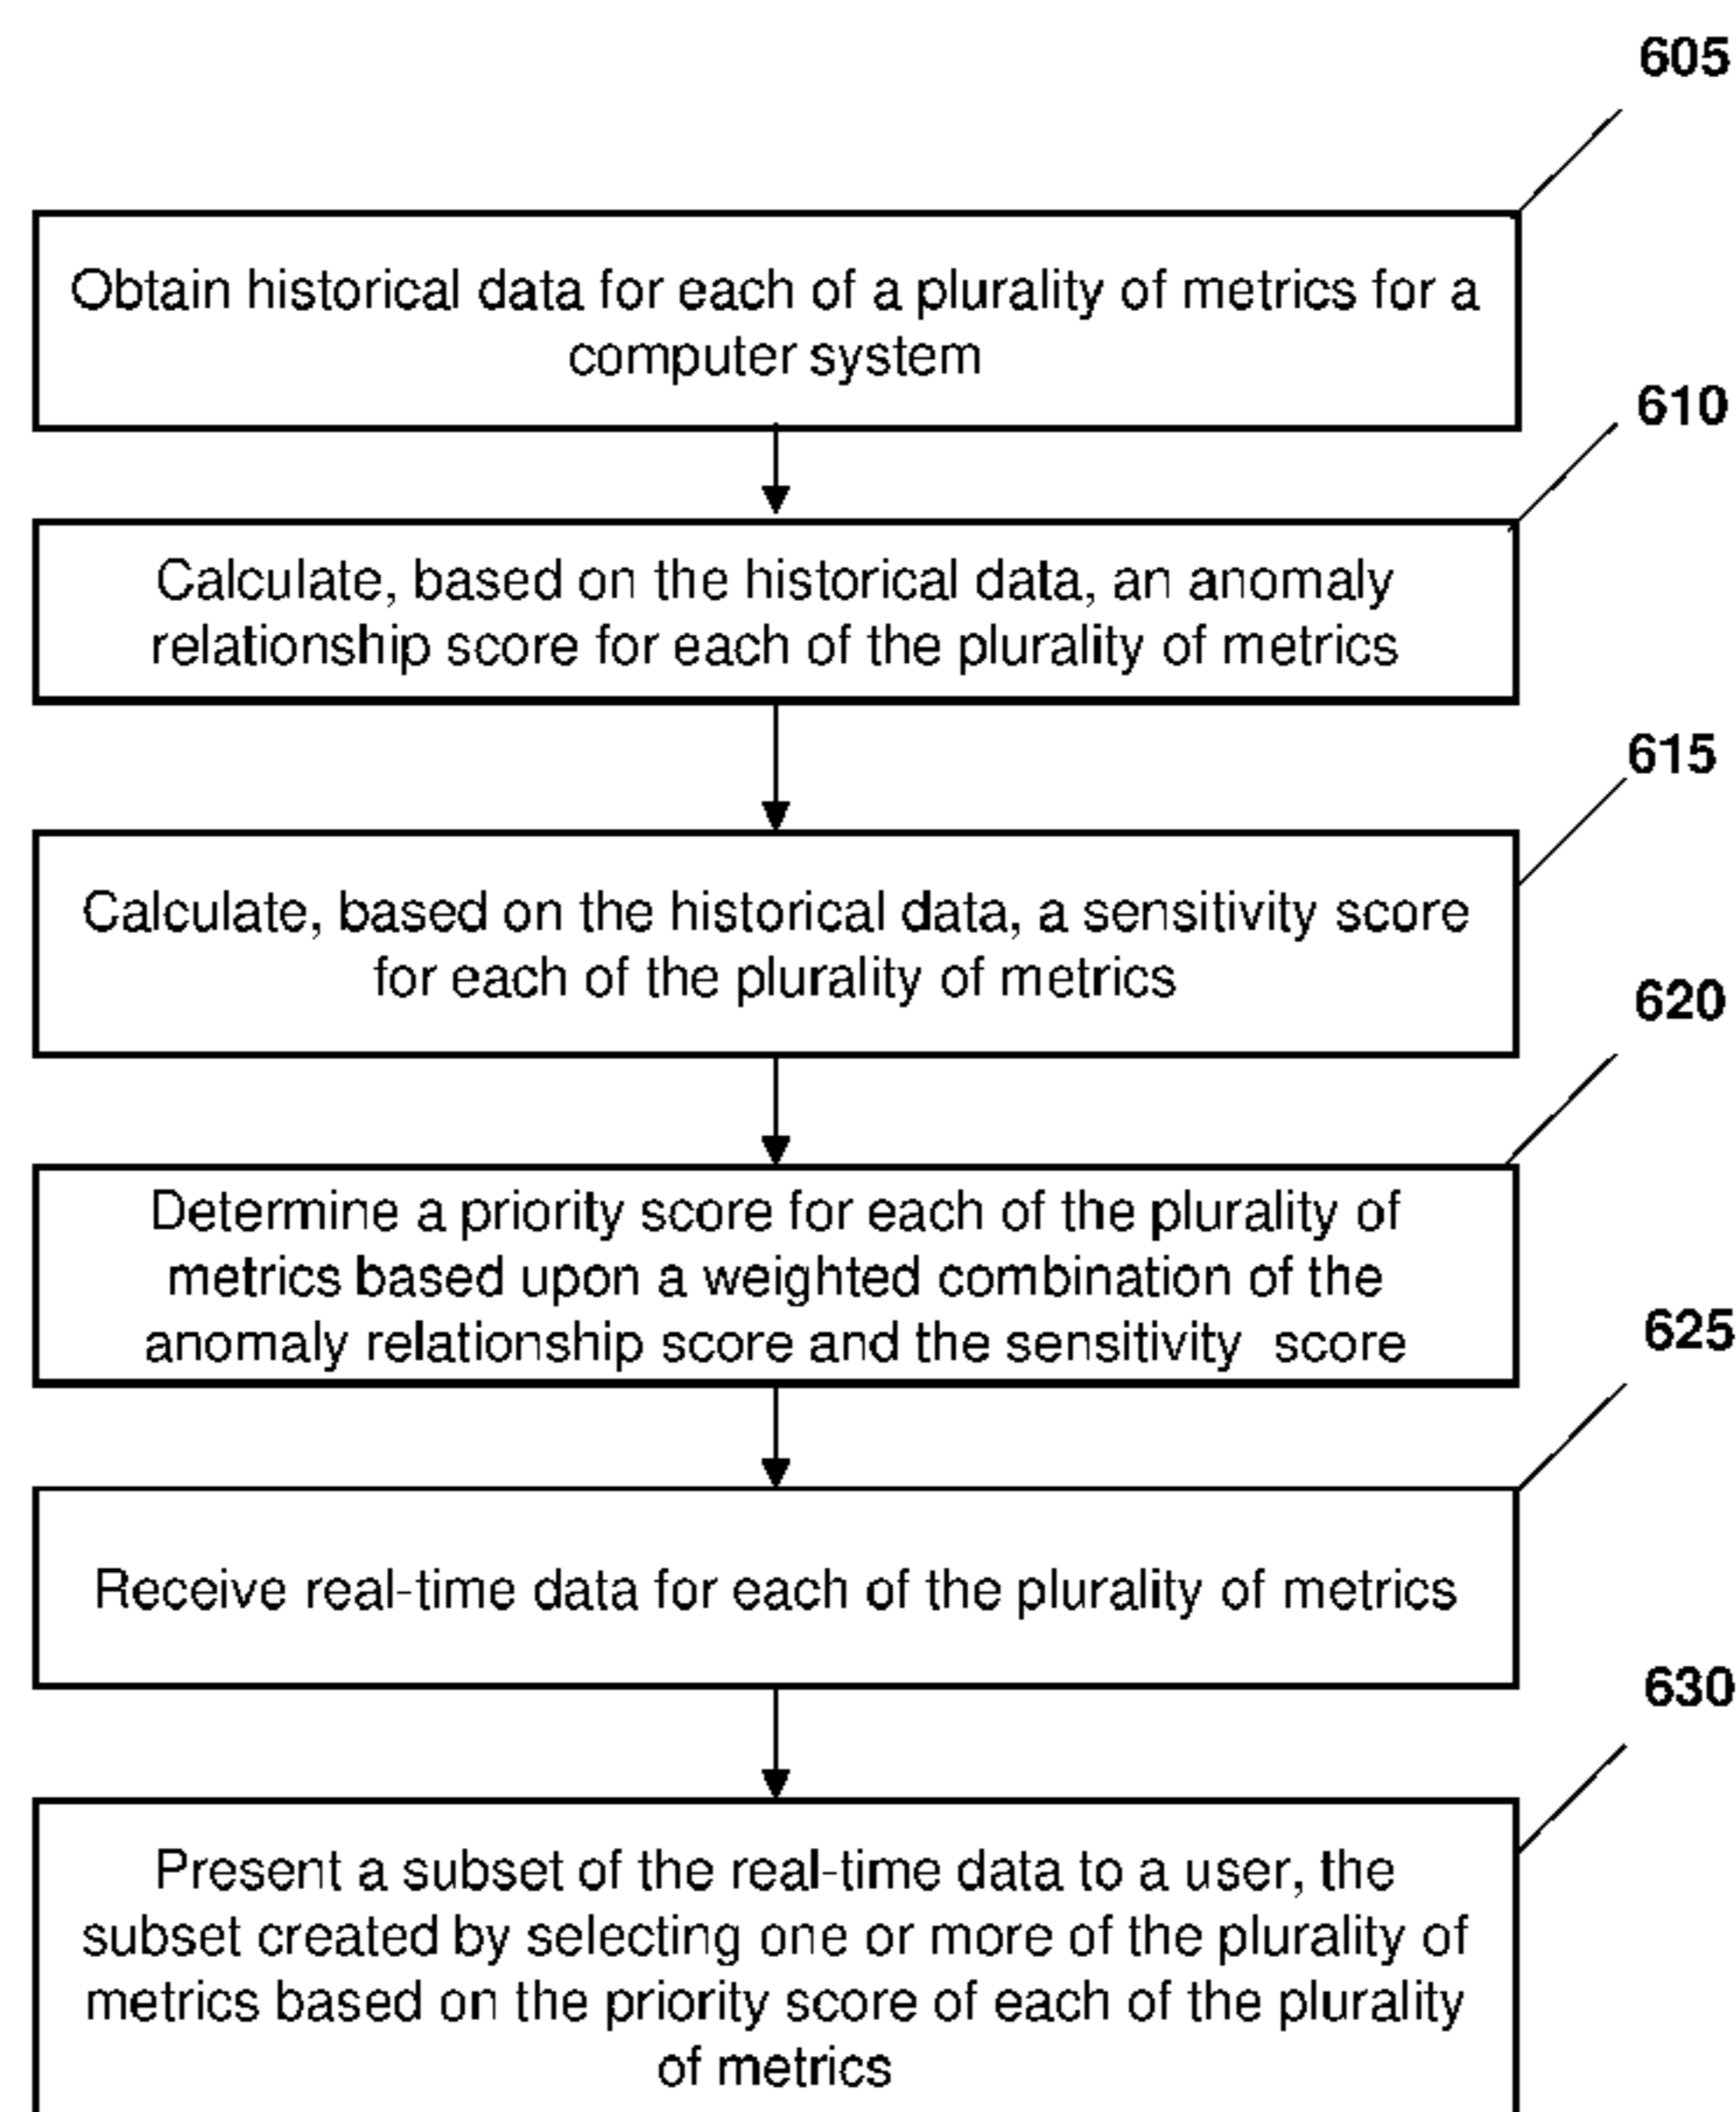 605
Obtain historical data for each of a plurality of metrics for a
computer system
610
Calculate, based on the historical data, an anomaly
relationship score for each of the plurality of metrics
615
Calculate, based on the historical data, a sensitivity score
for each of the plurality of metrics
620
Determine a priority score for each of the plurality of
metrics based upon a weighted combination of the
anomaly relationship score and the sensitivity score
625
Receive real-time data for each of the plurality of metrics
630
Present a subset of the real-time data to a user, the
subset created by selecting one or more of the plurality of
metrics based on the priority score of each of the plurality
of metrics